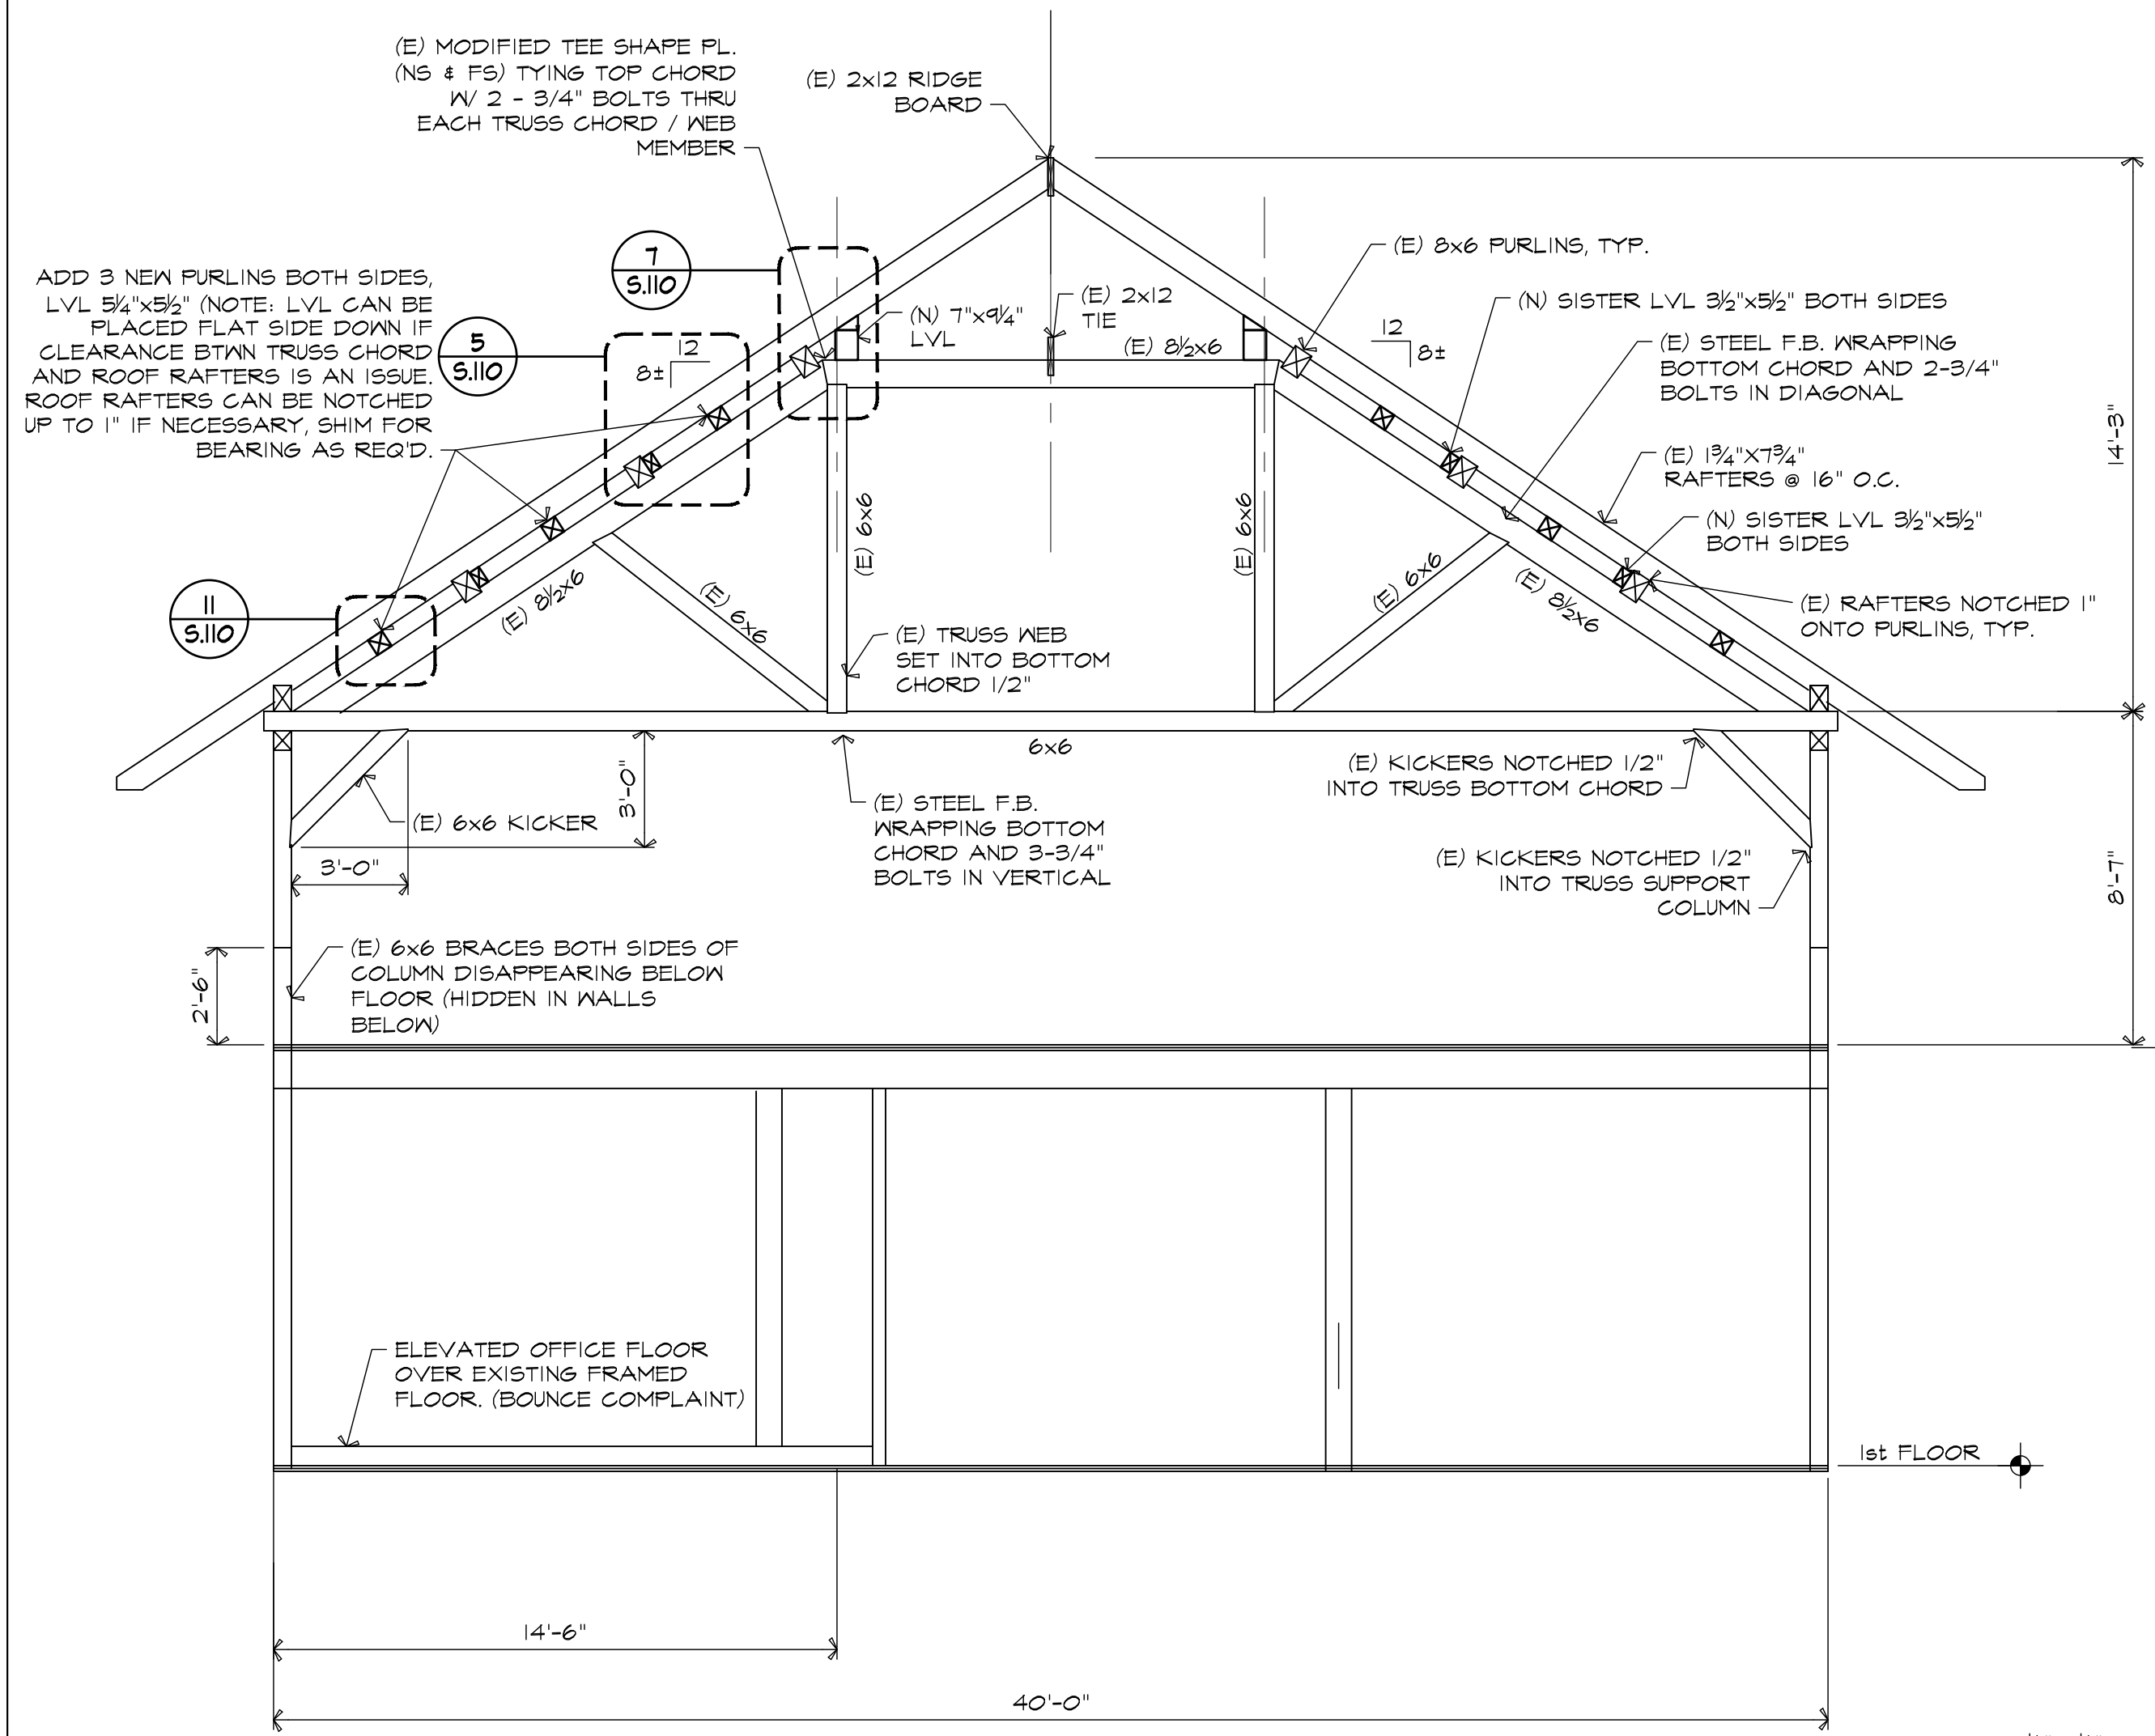 (E) MODIFIED TEE SHAPE PL.
(NS & FS) TYING TOP CHORD
W/ 2 - 3/4" BOLTS THRU
EACH TRUSS CHORD / WEB
MEMBER
(E) 2x12 RIDGE
BOARD
7
S.110
ADD 3 NEW PURLINS BOTH SIDES,
LVL 5¼"x5½" (NOTE: LVL CAN BE
PLACED FLAT SIDE DOWN IF
CLEARANCE BTWN TRUSS CHORD
AND ROOF RAFTERS IS AN ISSUE.
ROOF RAFTERS CAN BE NOTCHED
UP TO 1" IF NECESSARY, SHIM FOR
BEARING AS REQ'D.
5
S.110
12
8±
(N) 7"x9¼"
LVL
(E) 2x12
TIE
(E) 8½x6
(E) 8x6 PURLINS, TYP.
(N) SISTER LVL 3½"x5½" BOTH SIDES
12
8±
(E) STEEL F.B. WRAPPING
BOTTOM CHORD AND 2-3/4"
BOLTS IN DIAGONAL
(E) 1¾"X7¾"
RAFTERS @ 16" O.C.
(N) SISTER LVL 3½"x5½"
BOTH SIDES
(E) RAFTERS NOTCHED 1"
ONTO PURLINS, TYP.
14'-3"
11
S.110
(E) 8½x6
(E) 6x6
(E) 6x6
(E) 6x6
(E) 6x6
(E) 8½x6
(E) TRUSS WEB
SET INTO BOTTOM
CHORD 1/2"
6x6
(E) 6x6 KICKER
3'-0"
3'-0"
(E) STEEL F.B.
WRAPPING BOTTOM
CHORD AND 3-3/4"
BOLTS IN VERTICAL
(E) KICKERS NOTCHED 1/2"
INTO TRUSS BOTTOM CHORD
(E) KICKERS NOTCHED 1/2"
INTO TRUSS SUPPORT
COLUMN
8'-7"
2'-6"
(E) 6x6 BRACES BOTH SIDES OF
COLUMN DISAPPEARING BELOW
FLOOR (HIDDEN IN WALLS
BELOW)
ELEVATED OFFICE FLOOR
OVER EXISTING FRAMED
FLOOR. (BOUNCE COMPLAINT)
1st FLOOR
14'-6"
40'-0"